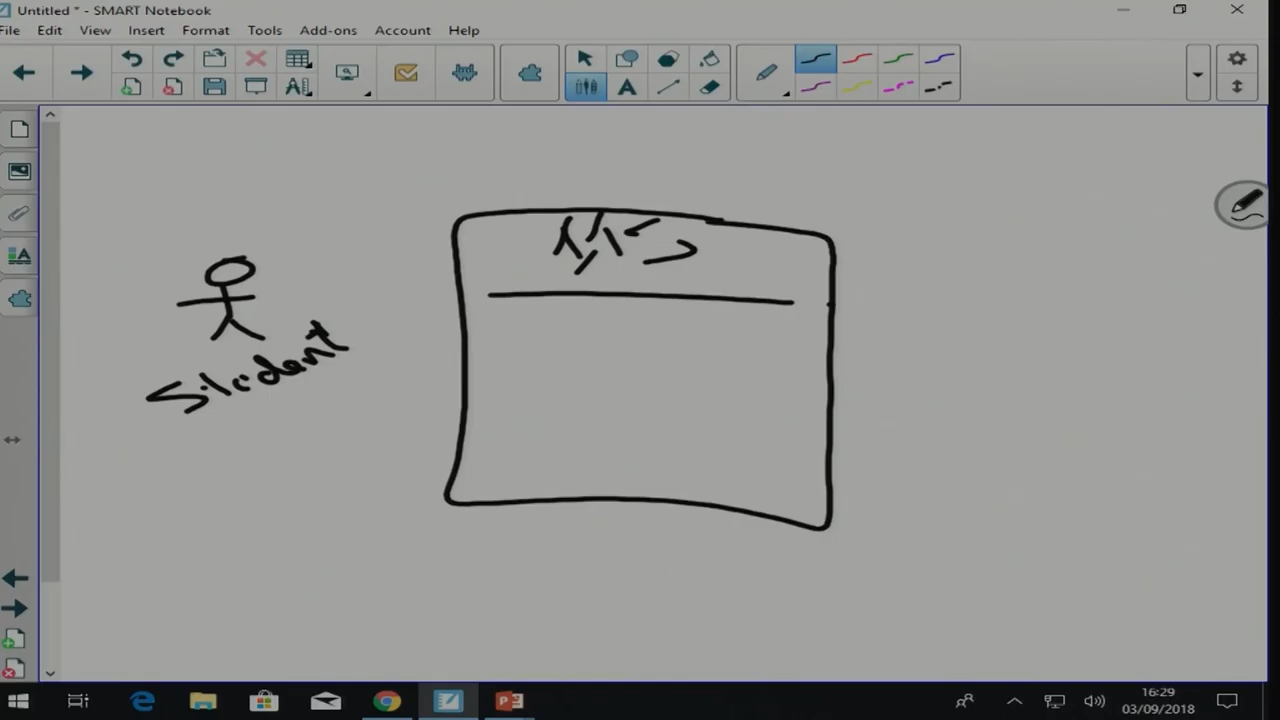 Untitled * - SMART Notebook
File Edit View Insert Format Tools Add-ons Account Help
Student
16:29
03/09/2018